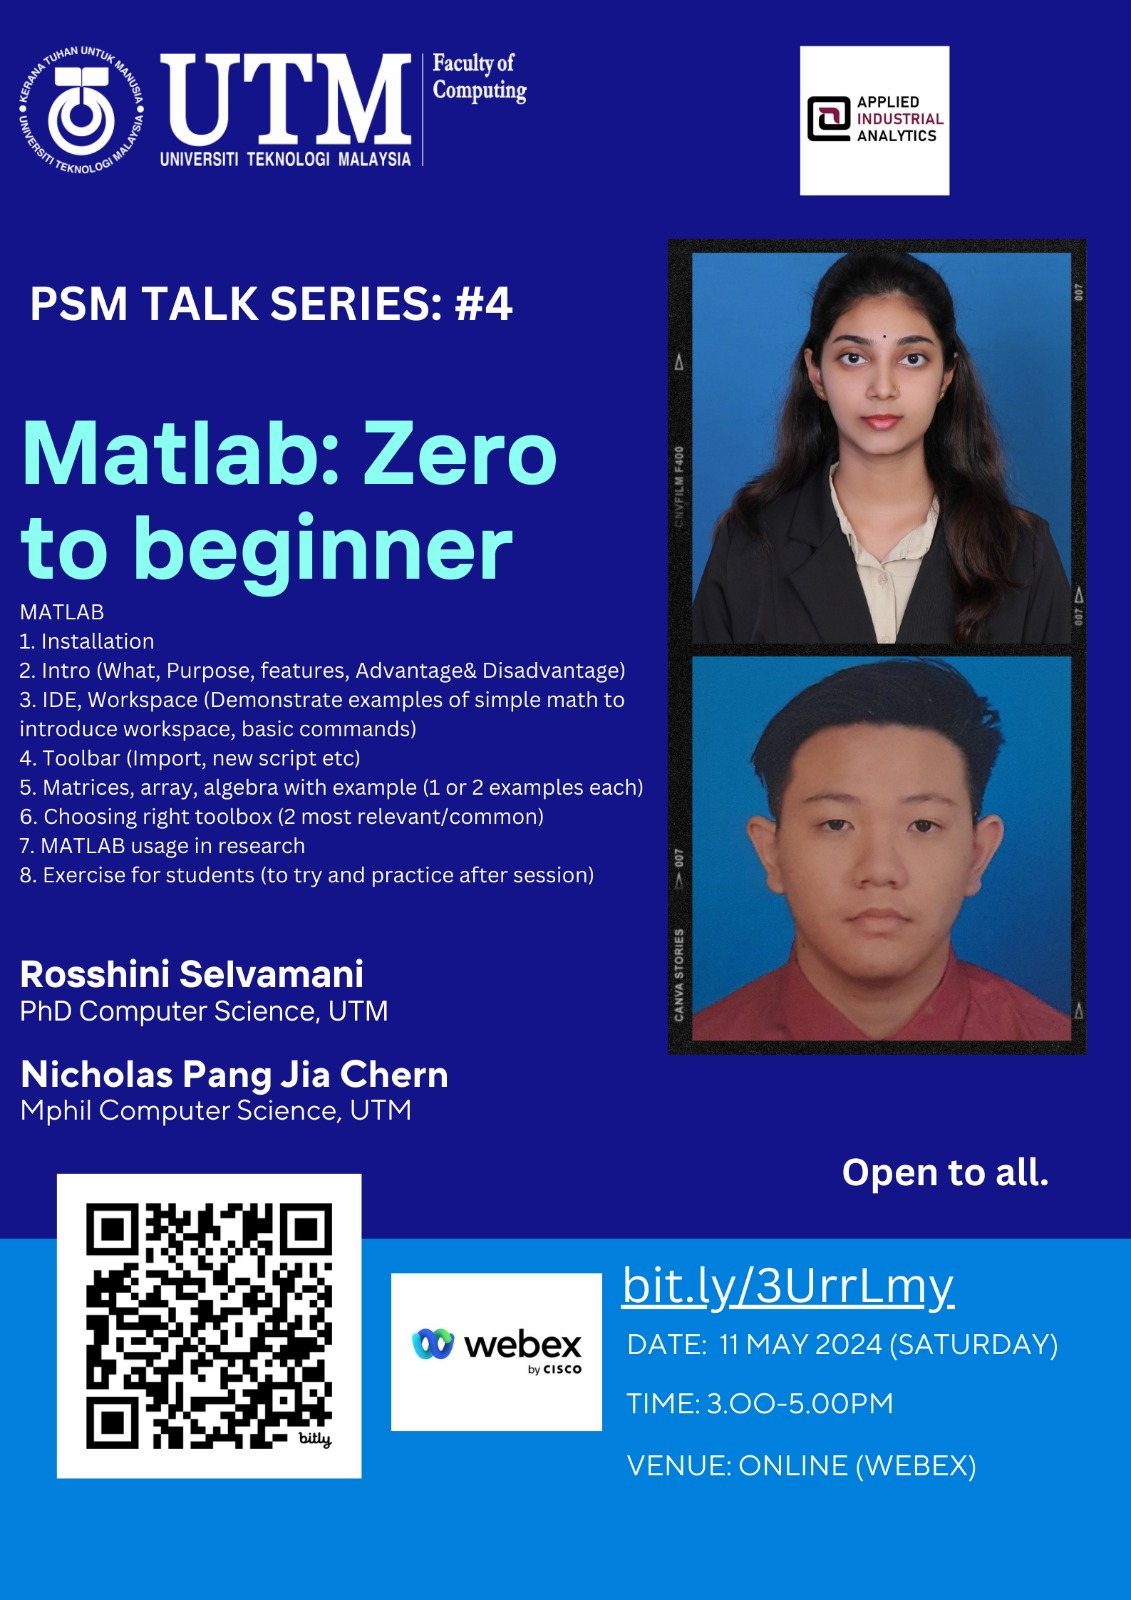 KERANA TUHAN UNTUK MANUSIA
UNIVERSITI TEKNOLOGI MALAYSIA
UTM
UNIVERSITI TEKNOLOGI MALAYSIA
Faculty of
Computing
APPLIED
INDUSTRIAL
ANALYTICS
PSM TALK SERIES: #4
Matlab: Zero
to beginner
MATLAB
1. Installation
2. Intro (What, Purpose, features, Advantage& Disadvantage)
3. IDE, Workspace (Demonstrate examples of simple math to
introduce workspace, basic commands)
4. Toolbar (Import, new script etc)
5. Matrices, array, algebra with example (1 or 2 examples each)
6. Choosing right toolbox (2 most relevant/common)
7. MATLAB usage in research
8. Exercise for students (to try and practice after session)
007
CNVFILM F400
007
007
CANVA STORIES
Rosshini Selvamani
PhD Computer Science, UTM
Nicholas Pang Jia Chern
Mphil Computer Science, UTM
Open to all.
bitly
webex
by CISCO
bit.ly/3UrrLmy
DATE: 11 MAY 2024 (SATURDAY)
TIME: 3.OO-5.00PM
VENUE: ONLINE (WEBEX)